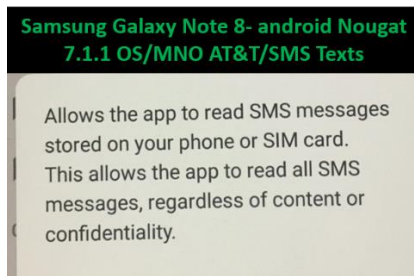 Samsung Galaxy Note 8- android Nougat
7.1.1 OS/MNO AT&T/SMS Texts
Allows the app to read SMS messages
stored on your phone or SIM card.
This allows the app to read all SMS
messages, regardless of content or
confidentiality.